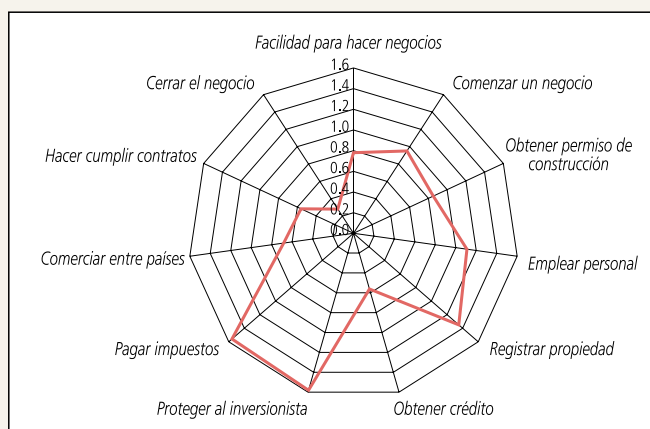 Facilidad para hacer negocios
1.6
1.4
1.2
1.0
0.8
0.6
0.4
0.2
0.0
Comenzar un negocio
Obtener permiso de
construcción
Emplear personal
Registrar propiedad
Obtener crédito
Proteger al inversionista
Pagar impuestos
Comerciar entre países
Hacer cumplir contratos
Cerrar el negocio